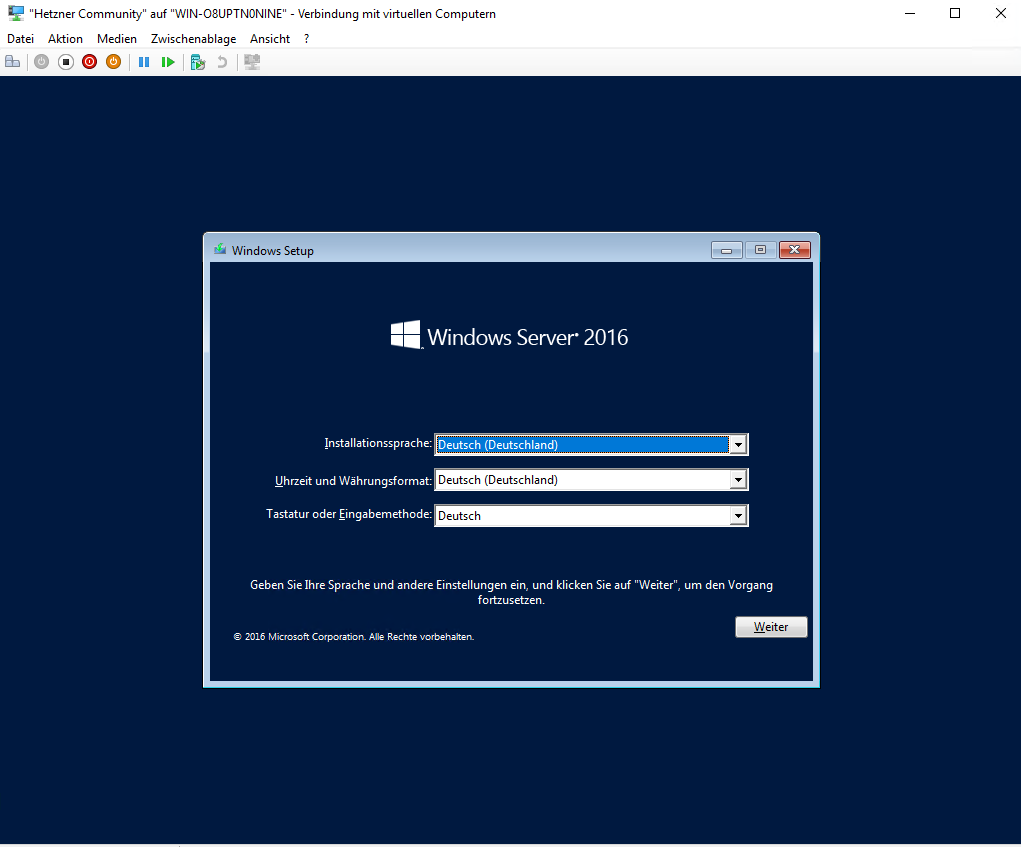 "Hetzner Community" auf "WIN-O8UPTN0NINE" - Verbindung mit virtuellen Computern
Datei Aktion Medien Zwischenablage Ansicht ?
Windows Setup
Windows Server® 2016
Installationssprache: Deutsch (Deutschland)
Uhrzeit und Währungsformat: Deutsch (Deutschland)
Tastatur oder Eingabemethode: Deutsch
Geben Sie Ihre Sprache und andere Einstellungen ein, und klicken Sie auf "Weiter", um den Vorgang
fortzusetzen.
Weiter
© 2016 Microsoft Corporation. Alle Rechte vorbehalten.